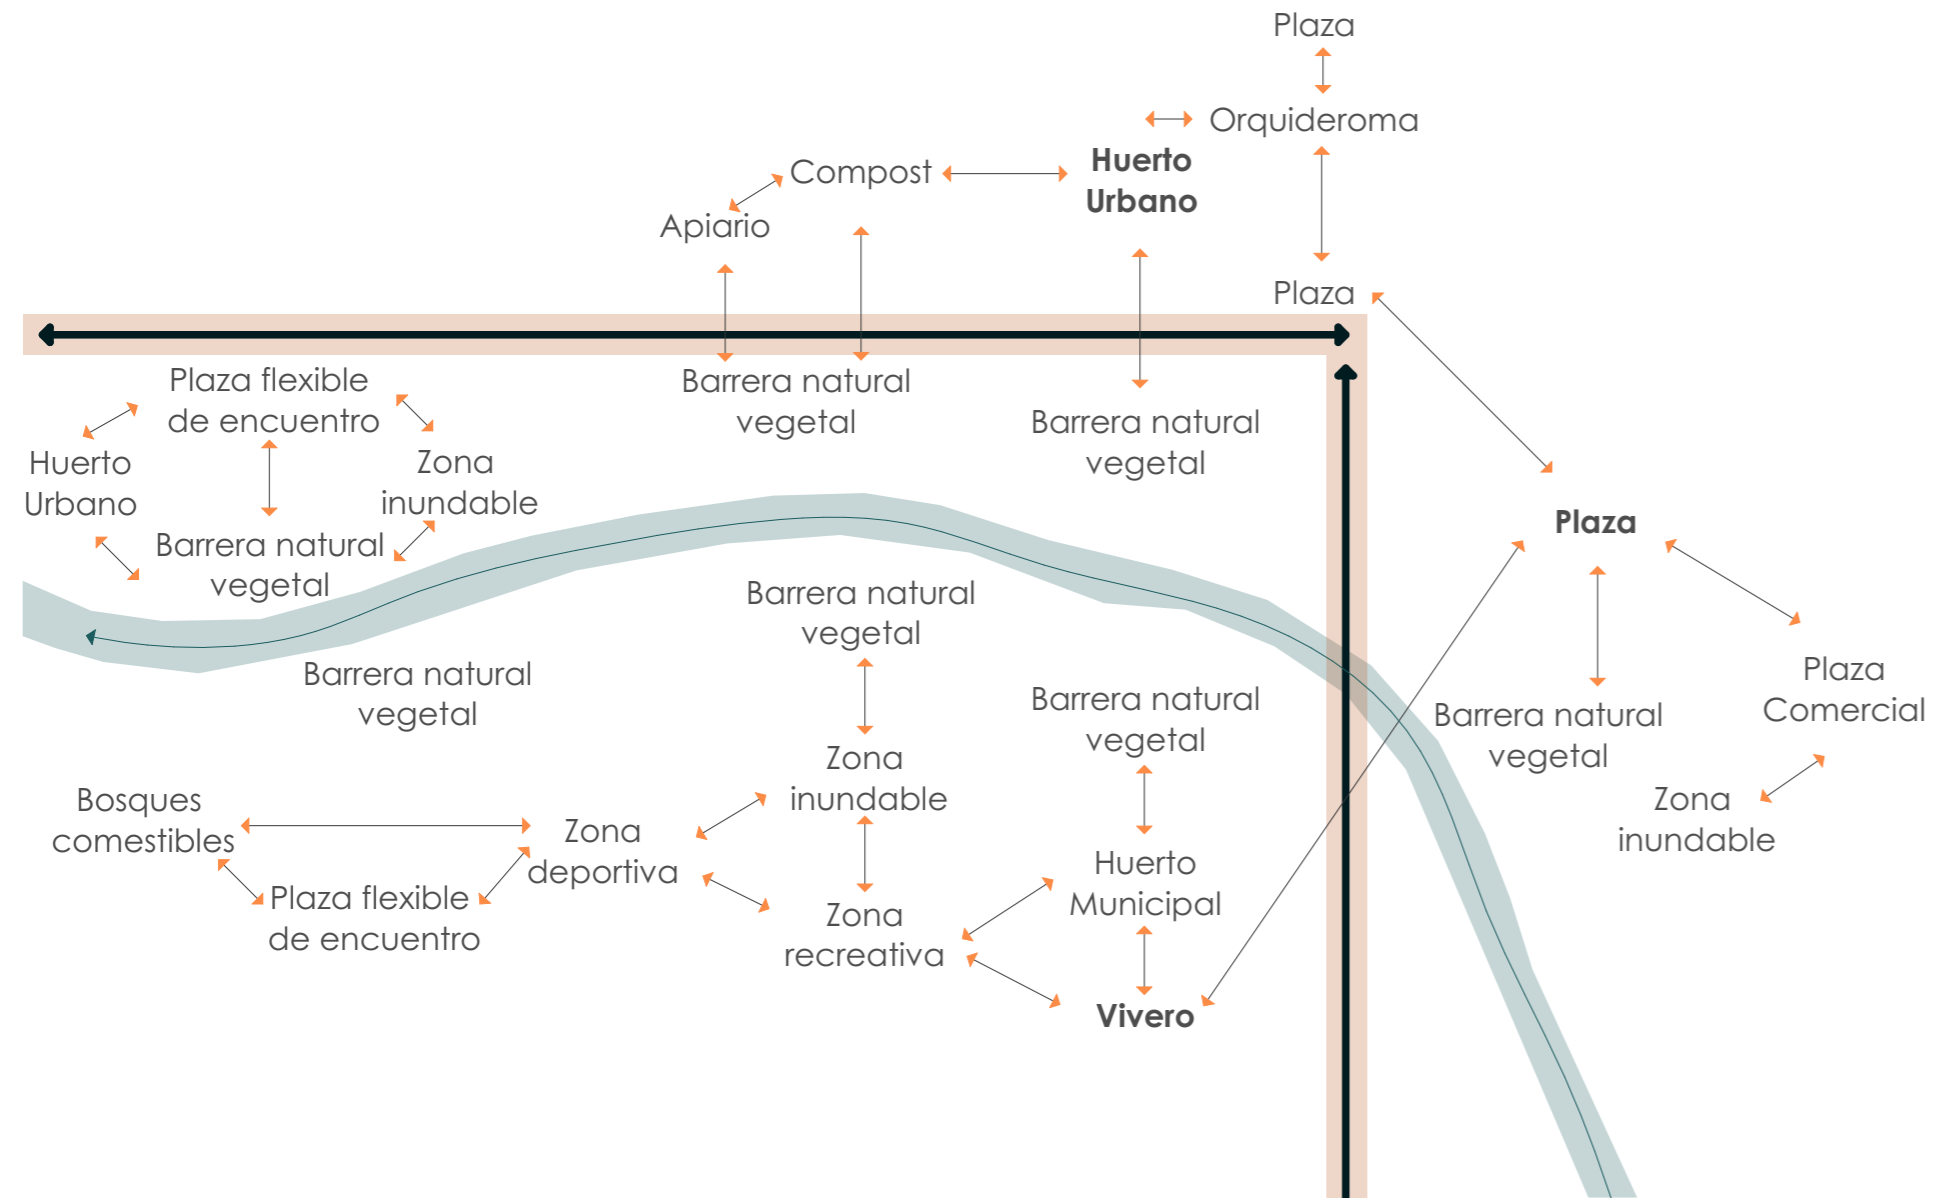 Plaza
Orquideroma
Huerto
Urbano
Compost
Apiario
Plaza
Plaza flexible
de encuentro
Huerto
Urbano
Zona
inundable
Barrera natural
vegetal
Barrera natural
vegetal
Barrera natural
vegetal
Plaza
Barrera natural
vegetal
Plaza
Comercial
Zona
inundable
Barrera natural
vegetal
Barrera natural
vegetal
Barrera natural
vegetal
Zona
inundable
Bosques
comestibles
Plaza flexible
de encuentro
Zona
deportiva
Zona
recreativa
Huerto
Municipal
Vivero